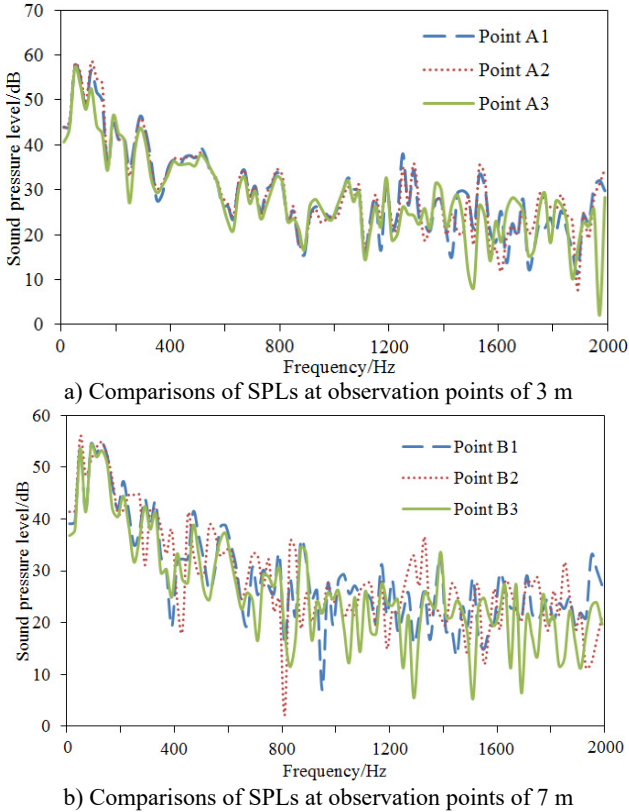 70
60
50
40
30
20
10
0
Sound pressure level/dB
Point A1
Point A2
Point A3
0 400 800 1200 1600 2000
Frequency/Hz
a) Comparisons of SPLs at observation points of 3 m
60
50
40
30
20
10
0
Sound pressure level/dB
Point B1
Point B2
Point B3
0 400 800 1200 1600 2000
Frequency/Hz
b) Comparisons of SPLs at observation points of 7 m